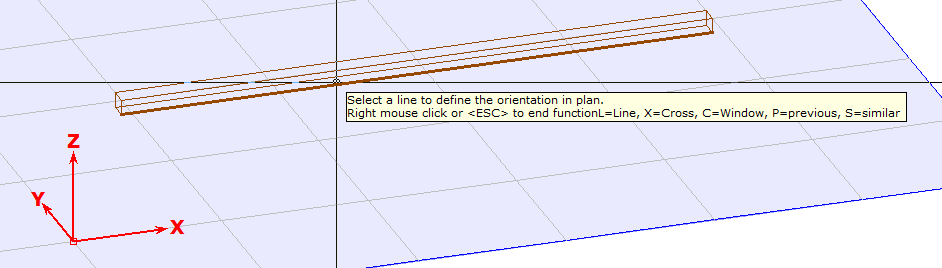 Select a line to define the orientation in plan.
Right mouse click or <ESC> to end functionL=Line, X=Cross, C=Window, P=previous, S=similar
Z
Y
X